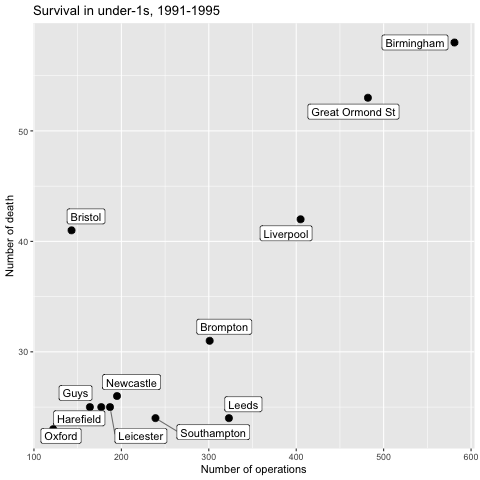 Survival in under-1s, 1991-1995
Birmingham
Great Ormond St
50
Bristol
Liverpool
Number of death
40
Brompton
30
Newcastle
Guys
Leeds
Harefield
Oxford
Leicester
Southampton
100
200
300
400
500
600
Number of operations